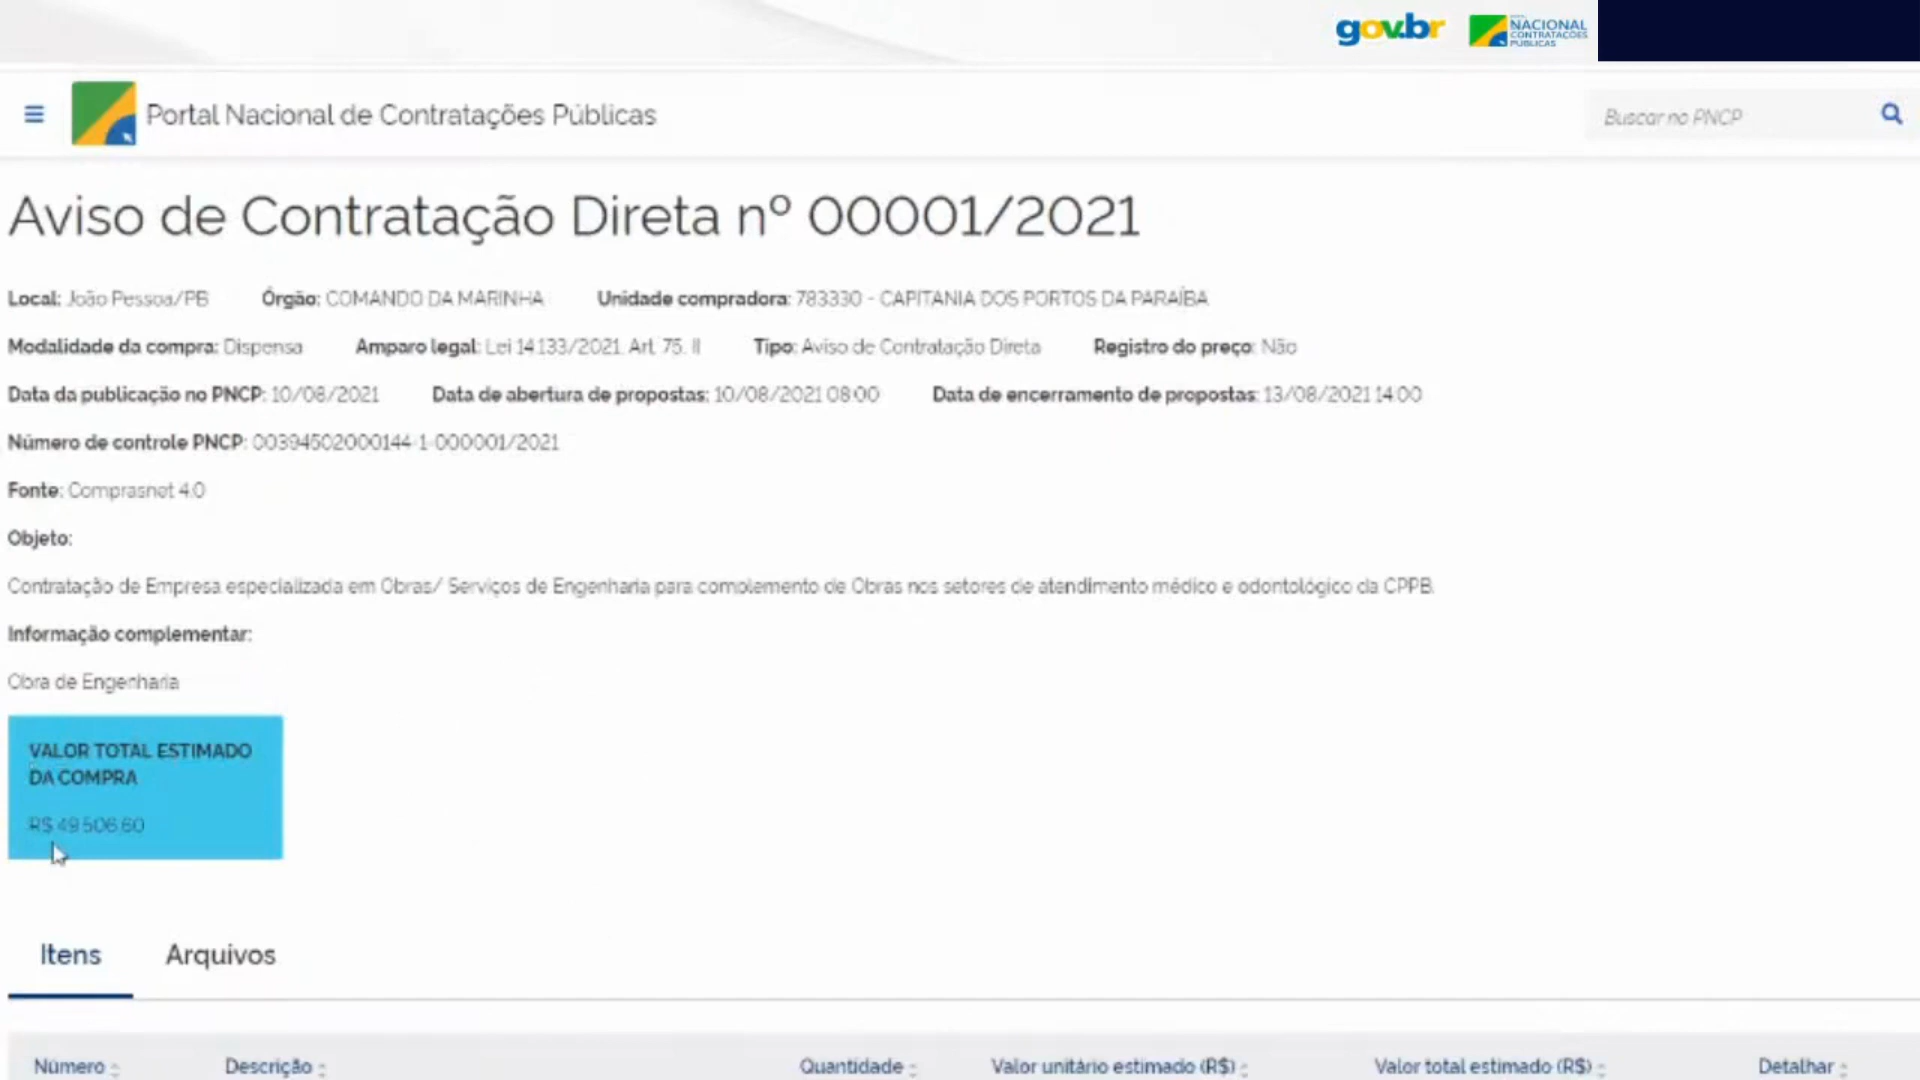 gov.br NACIONAL
CONTRATAÇÕES
PÚBLICAS
Portal Nacional de Contratações Públicas
Buscar no PNCP
Aviso de Contratação Direta nº 00001/2021
Local: João Pessoa/PB Órgão: COMANDO DA MARINHA Unidade compradora: 783330 - CAPITANIA DOS PORTOS DA PARAÍBA
Modalidade da compra: Dispensa Amparo legal: Lei 14.133/2021, Art. 75, II Tipo: Aviso de Contratação Direta Registro do preço: Não
Data da publicação no PNCP: 10/08/2021 Data de abertura de propostas: 10/08/2021 08:00 Data de encerramento de propostas: 13/08/2021 14:00
Número de controle PNCP: 00394502000144-1-000001/2021
Fonte: Comprasnet 4.0
Objeto:
Contratação de Empresa especializada em Obras/ Serviços de Engenharia para complemento de Obras nos setores de atendimento médico e odontológico da CPPB.
Informação complementar:
Obra de Engenharia
VALOR TOTAL ESTIMADO
DA COMPRA
R$ 49.506,60
Itens Arquivos
Número Descrição Quantidade Valor unitário estimado (R$) Valor total estimado (R$) Detalhar